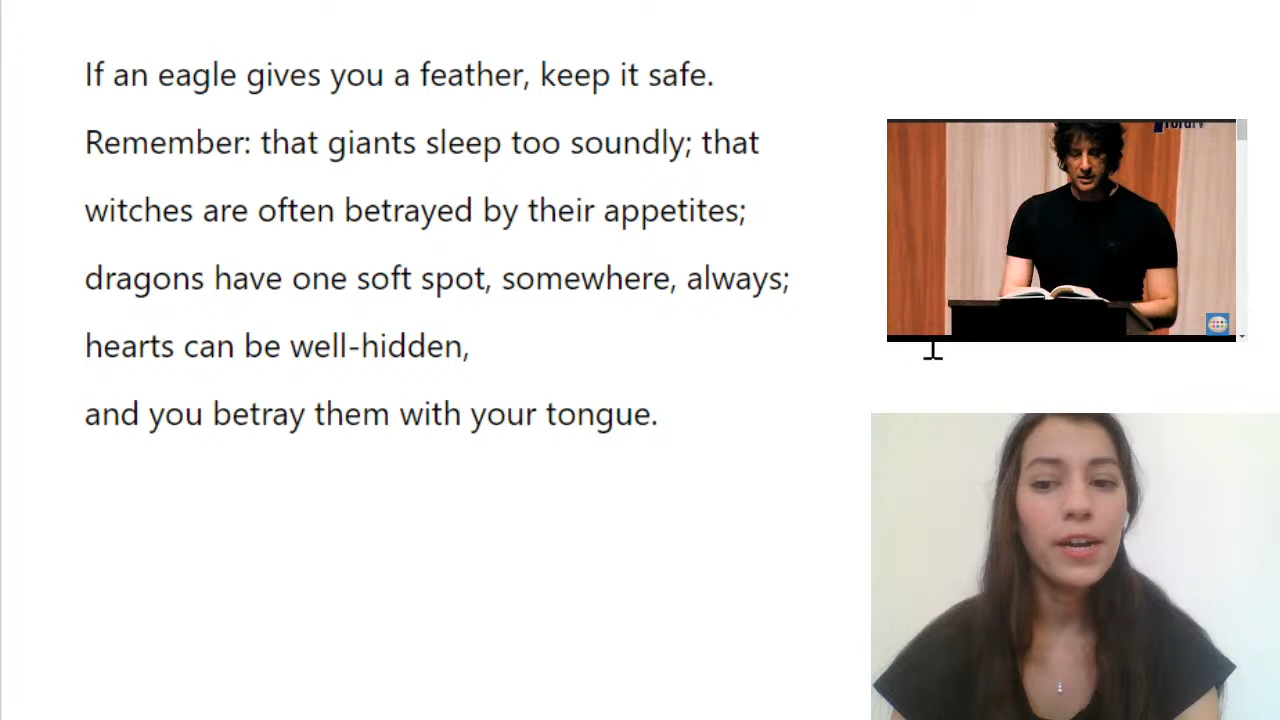 If an eagle gives you a feather, keep it safe.
Remember: that giants sleep too soundly; that
witches are often betrayed by their appetites;
dragons have one soft spot, somewhere, always;
hearts can be well-hidden,
and you betray them with your tongue.